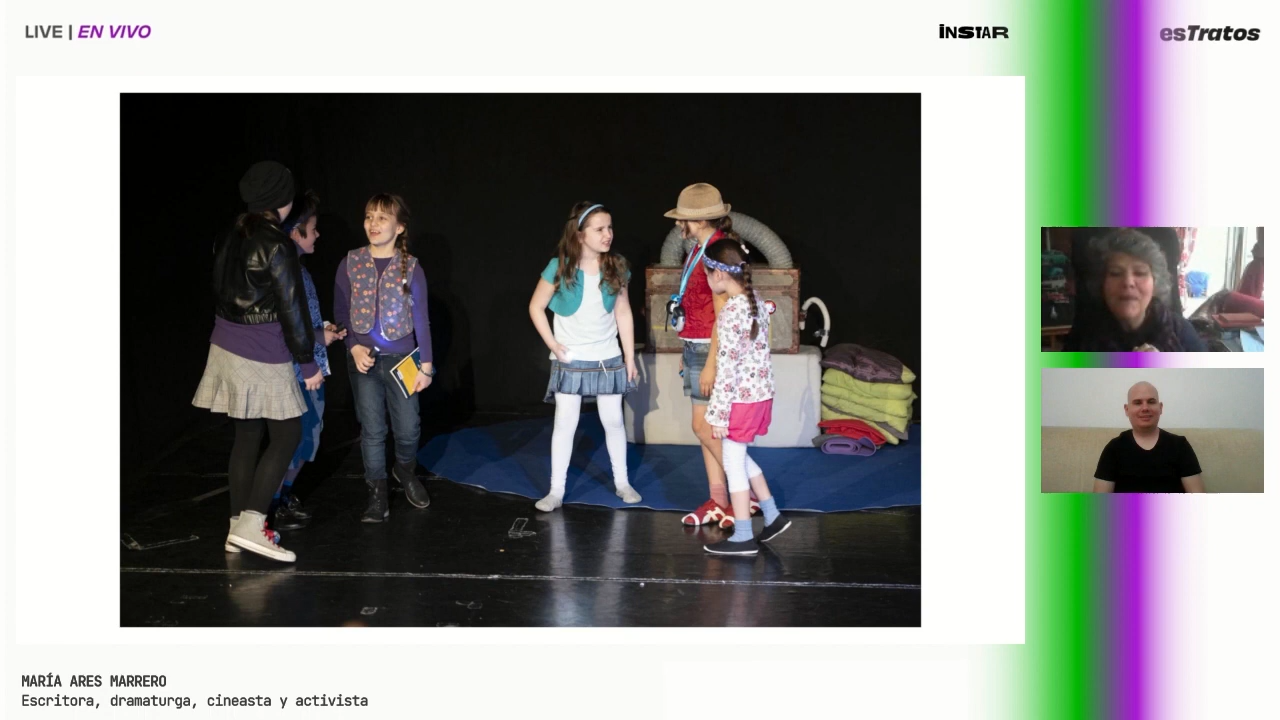 LIVE | EN VIVO
INSTAR
esTratos
MARÍA ARES MARRERO
Escritora, dramaturga, cineasta y activista